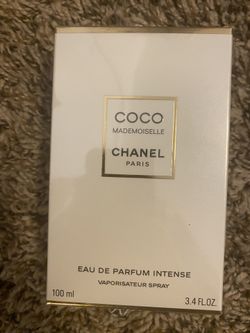 COCO
MADEMOISELLE
CHANEL
PARIS
EAU DE PARFUM INTENSE
VAPORISATEUR SPRAY
100 ml 3.4 FL.OZ.